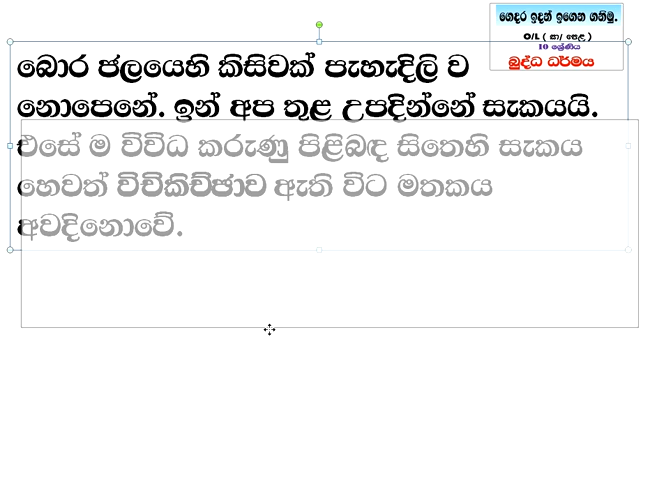 ගෙදර ඉදන් ඉගෙන ගනිමු.
O/L ( සා/ පෙළ )
10 ශ්‍රේණිය
බුද්ධ ධර්මය
බොර ජලයෙහි කිසිවක් පැහැදිලි ව
නොපෙනේ. ඉන් අප තුළ උපදින්නේ සැකයයි.
එසේ ම විවිධ කරුණු පිළිබඳ සිතෙහි සැකය
හෙවත් විචිකිච්ඡාව ඇති විට මතකය
අවදිනොවේ.